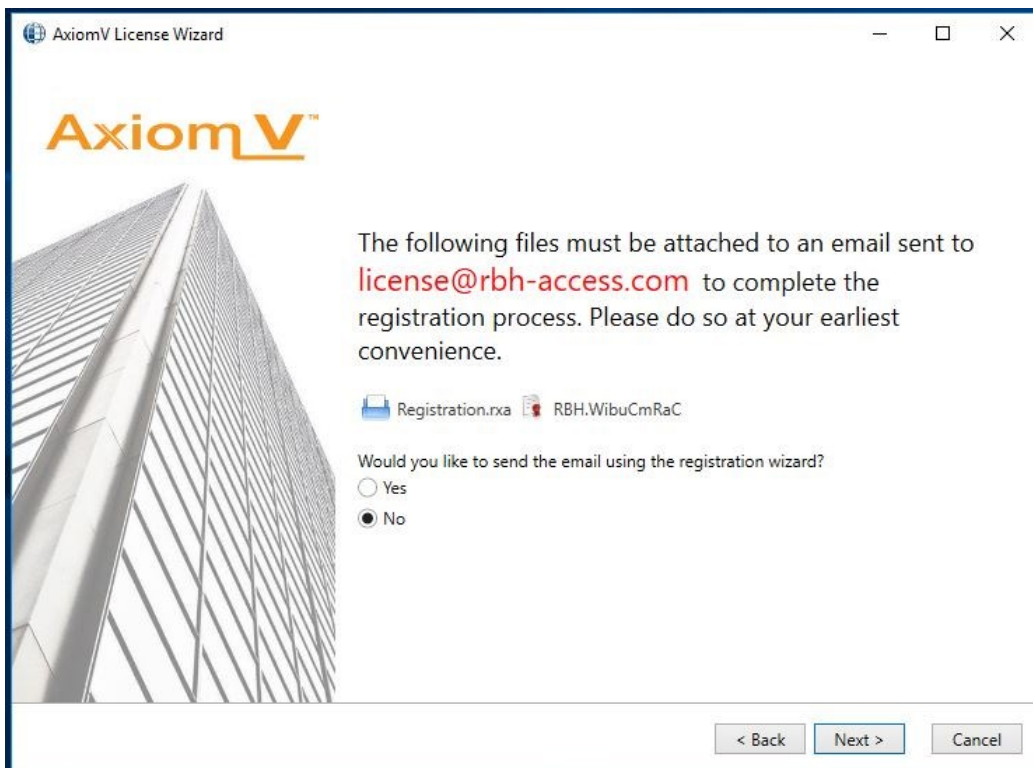 AxiomV License Wizard
AxiomV™
The following files must be attached to an email sent to
license@rbh-access.com to complete the
registration process. Please do so at your earliest
convenience.
Registration.rxa RBH.WibuCmRaC
Would you like to send the email using the registration wizard?
Yes
No
< Back Next > Cancel